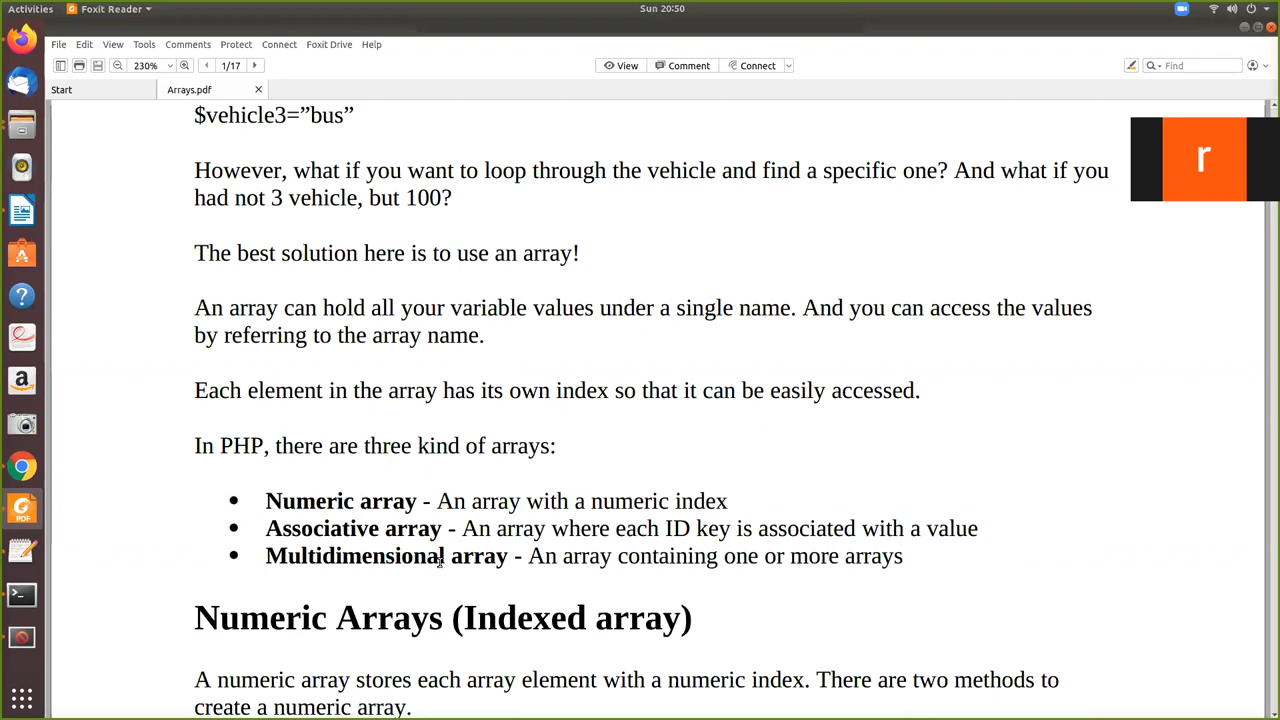 Activities
Foxit Reader
Sun 20:50
File Edit View Tools Comments Protect Connect Foxit Drive Help
230%
1/17
View
Comment
Connect
Find
Start
Arrays.pdf
$vehicle3=”bus”
However, what if you want to loop through the vehicle and find a specific one? And what if you
had not 3 vehicle, but 100?
The best solution here is to use an array!
An array can hold all your variable values under a single name. And you can access the values
by referring to the array name.
Each element in the array has its own index so that it can be easily accessed.
In PHP, there are three kind of arrays:
• Numeric array - An array with a numeric index
• Associative array - An array where each ID key is associated with a value
• Multidimensional array - An array containing one or more arrays
Numeric Arrays (Indexed array)
A numeric array stores each array element with a numeric index. There are two methods to
create a numeric array.
r
a
PDF